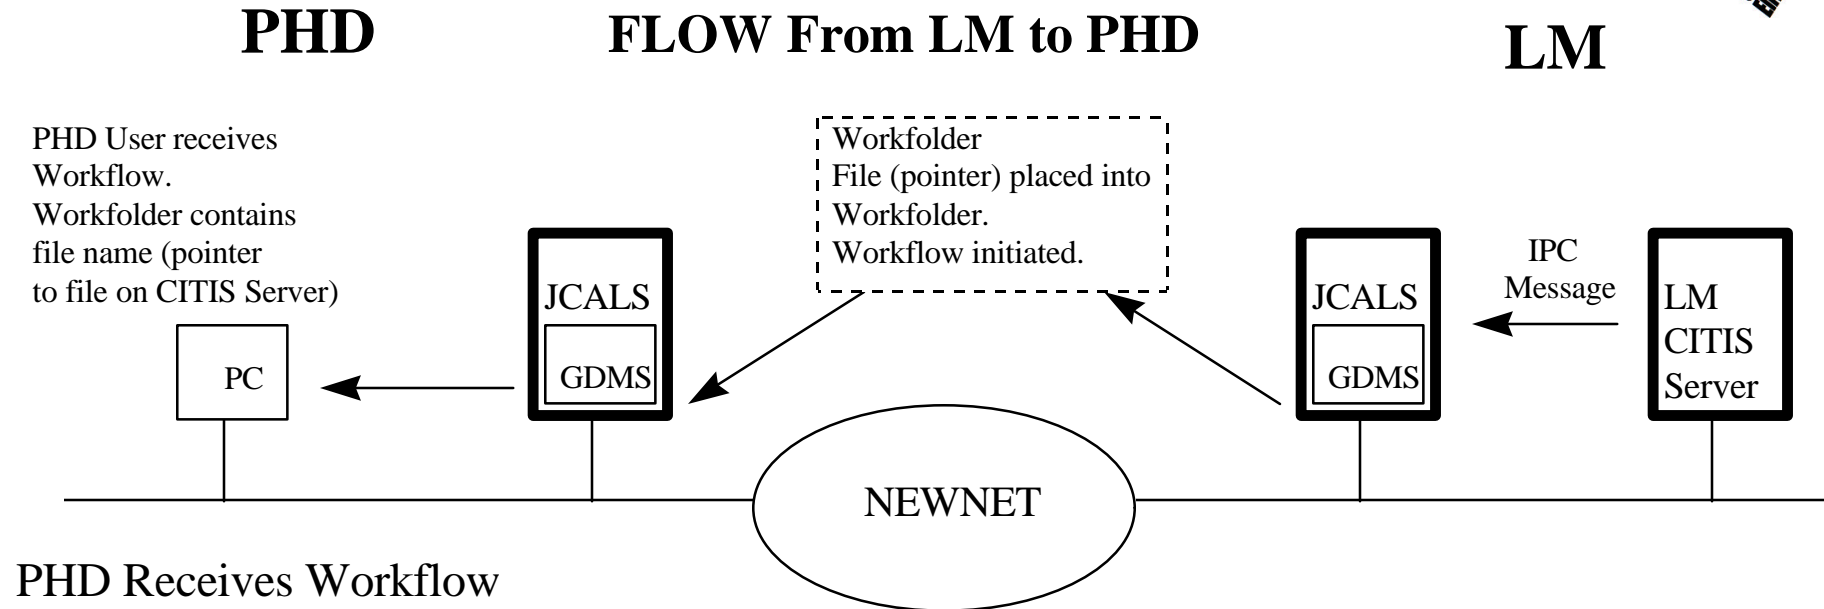 PHD
FLOW From LM to PHD
LM
PHD User receives
Workflow.
Workfolder contains
file name (pointer
to file on CITIS Server)
Workfolder
File (pointer) placed into
Workfolder.
Workflow initiated.
IPC
Message
JCALS
GDMS
JCALS
GDMS
LM
CITIS
Server
PC
NEWNET
PHD Receives Workflow